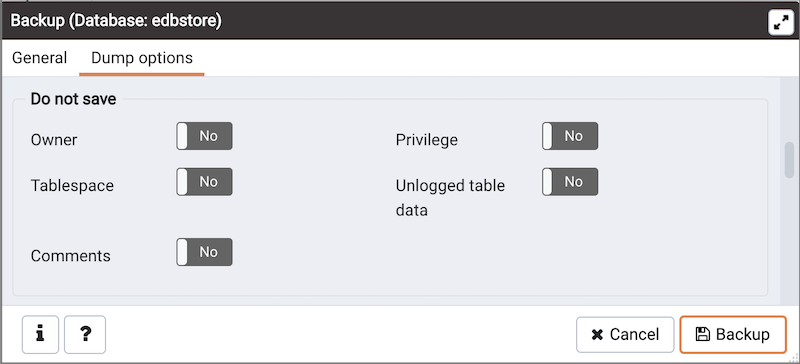 Backup (Database: edbstore)
General Dump options
Do not save
Owner No Privilege No
Tablespace No Unlogged table data No
Comments No
i ? Cancel Backup